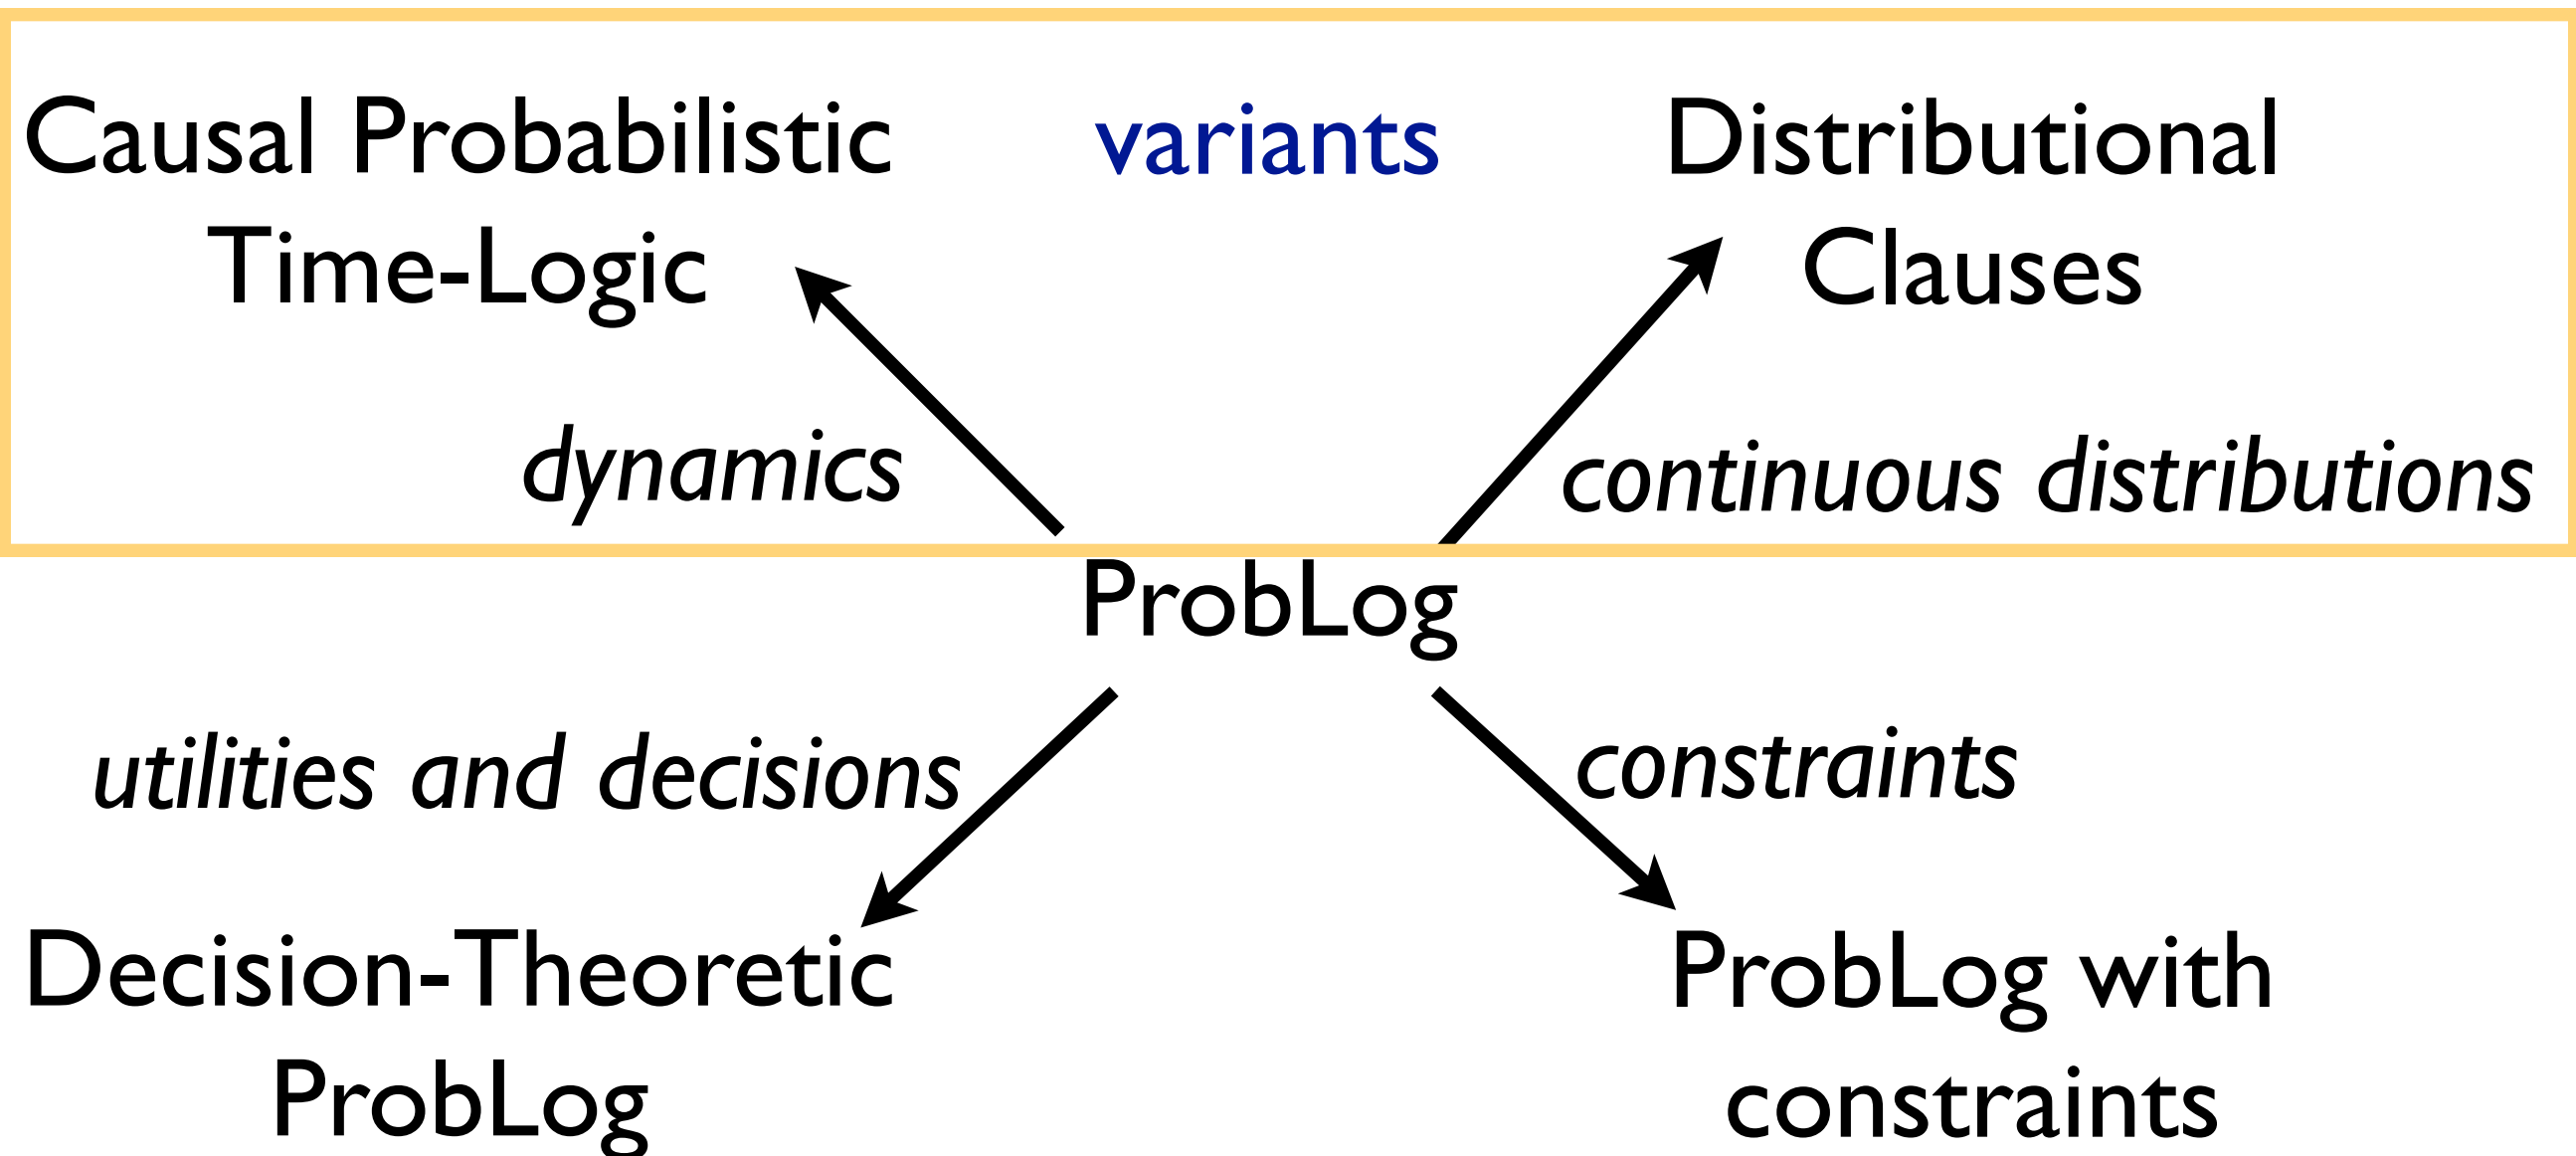 Causal Probabilistic
Time-Logic
variants
Distributional
Clauses
dynamics
continuous distributions
ProbLog
utilities and decisions
constraints
Decision-Theoretic
ProbLog
ProbLog with
constraints